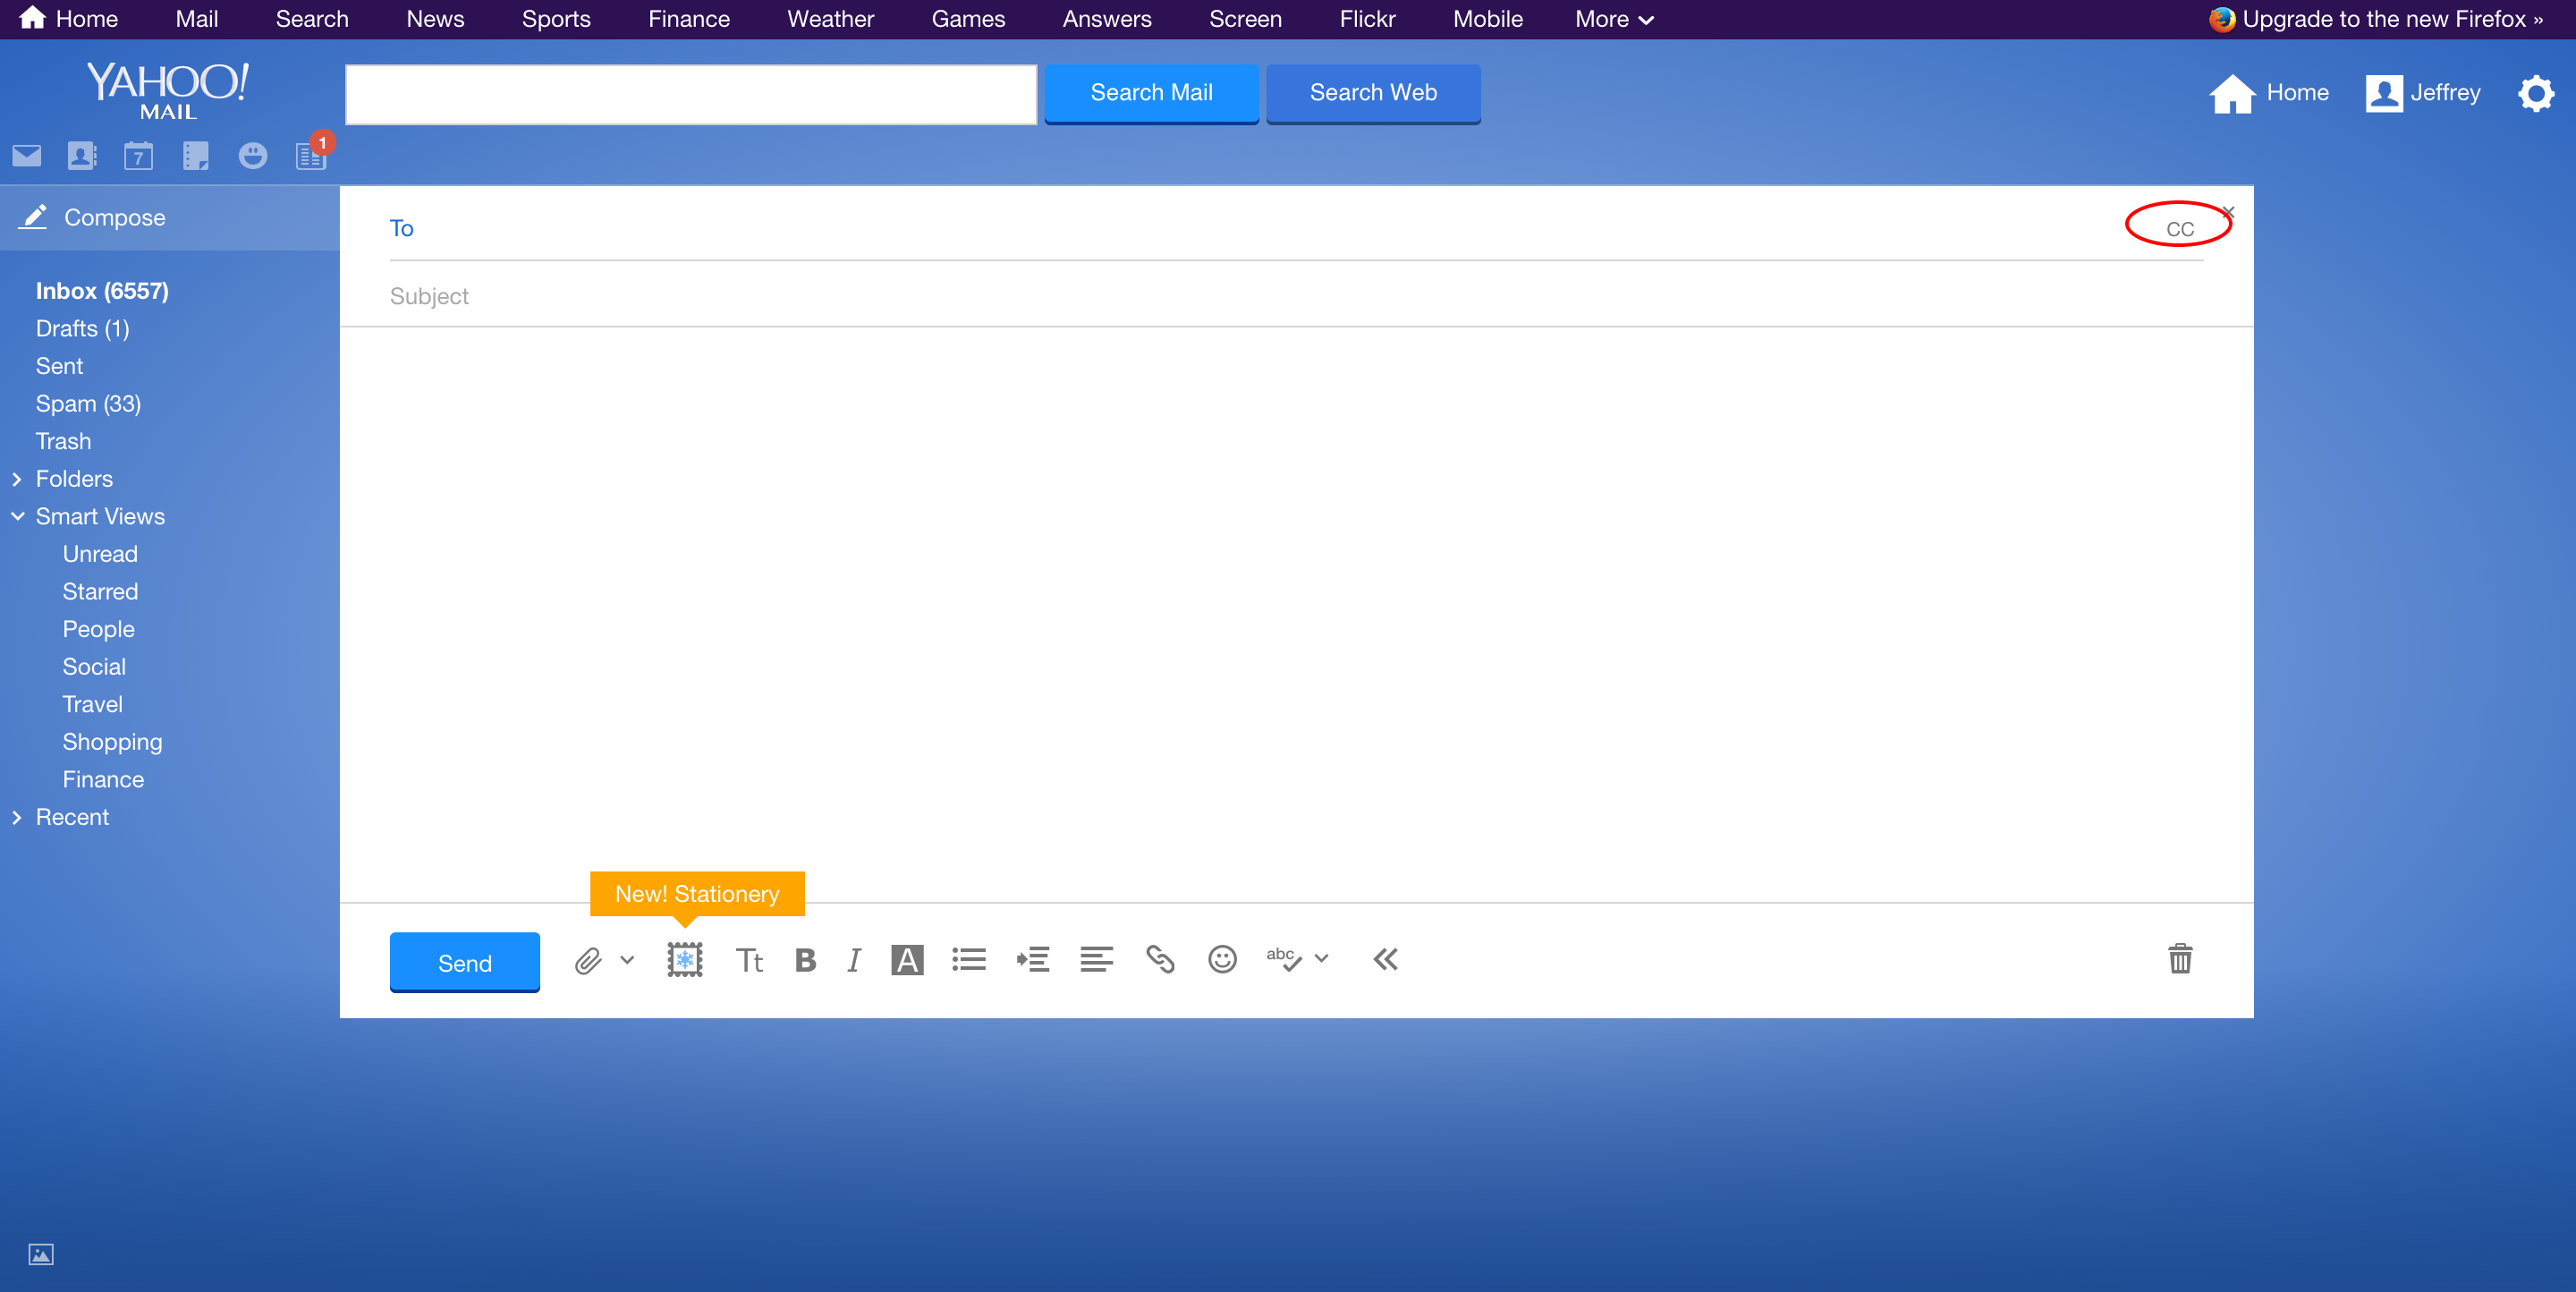 Home Mail Search News Sports Finance Weather Games Answers Screen Flickr Mobile More Upgrade to the new Firefox »
YAHOO!
MAIL
Search Mail Search Web Home Jeffrey
7 1
Compose
To CC ×
Subject
Inbox (6557)
Drafts (1)
Sent
Spam (33)
Trash
Folders
Smart Views
Unread
Starred
People
Social
Travel
Shopping
Finance
Recent
New! Stationery
Send Tt B I A abc